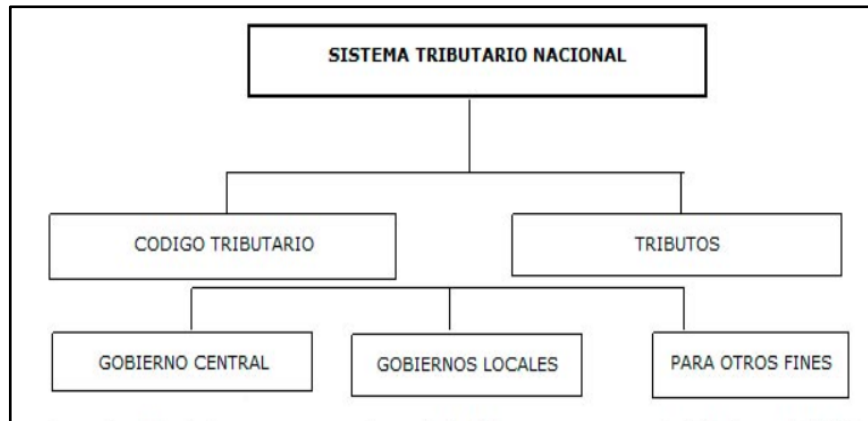 SISTEMA TRIBUTARIO NACIONAL
CODIGO TRIBUTARIO
TRIBUTOS
GOBIERNO CENTRAL
GOBIERNOS LOCALES
PARA OTROS FINES